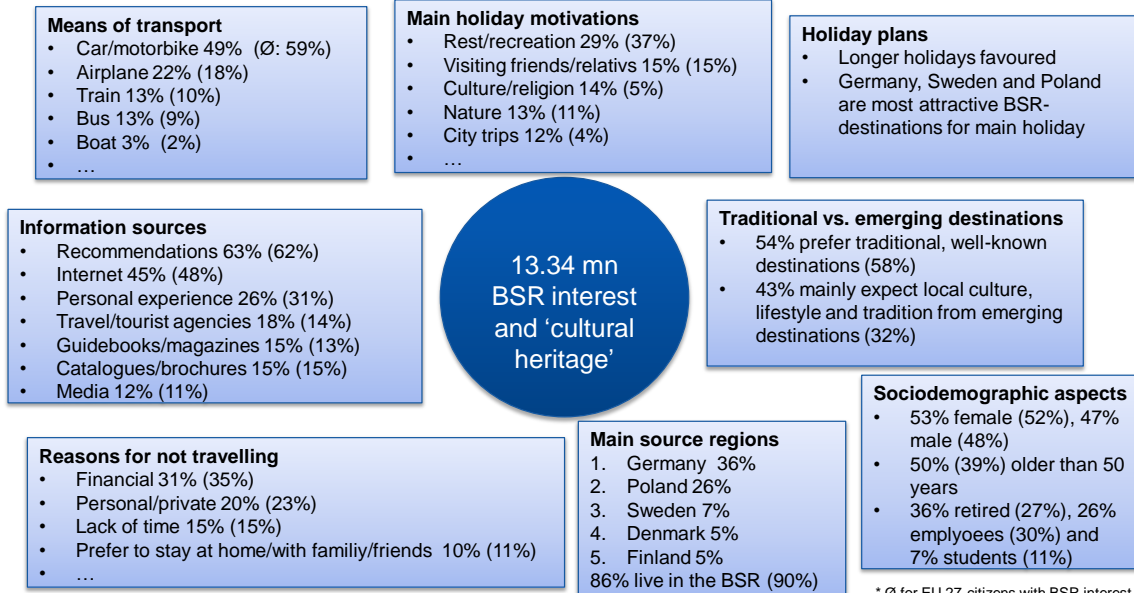 Means of transport
• Car/motorbike 49% (Ø: 59%)
• Airplane 22% (18%)
• Train 13% (10%)
• Bus 13% (9%)
• Boat 3% (2%)
• …
Main holiday motivations
• Rest/recreation 29% (37%)
• Visiting friends/relativs 15% (15%)
• Culture/religion 14% (5%)
• Nature 13% (11%)
• City trips 12% (4%)
• …
Holiday plans
• Longer holidays favoured
• Germany, Sweden and Poland
are most attractive BSR-
destinations for main holiday
Information sources
• Recommendations 63% (62%)
• Internet 45% (48%)
• Personal experience 26% (31%)
• Travel/tourist agencies 18% (14%)
• Guidebooks/magazines 15% (13%)
• Catalogues/brochures 15% (15%)
• Media 12% (11%)
13.34 mn
BSR interest
and ‘cultural
heritage’
Traditional vs. emerging destinations
• 54% prefer traditional, well-known
destinations (58%)
• 43% mainly expect local culture,
lifestyle and tradition from emerging
destinations (32%)
Reasons for not travelling
• Financial 31% (35%)
• Personal/private 20% (23%)
• Lack of time 15% (15%)
• Prefer to stay at home/with familiy/friends 10% (11%)
• …
Main source regions
1. Germany 36%
2. Poland 26%
3. Sweden 7%
4. Denmark 5%
5. Finland 5%
86% live in the BSR (90%)
Sociodemographic aspects
• 53% female (52%), 47%
male (48%)
• 50% (39%) older than 50
years
• 36% retired (27%), 26%
emplyoees (30%) and
7% students (11%)
* Ø for EU 27-citizens with BSR interest